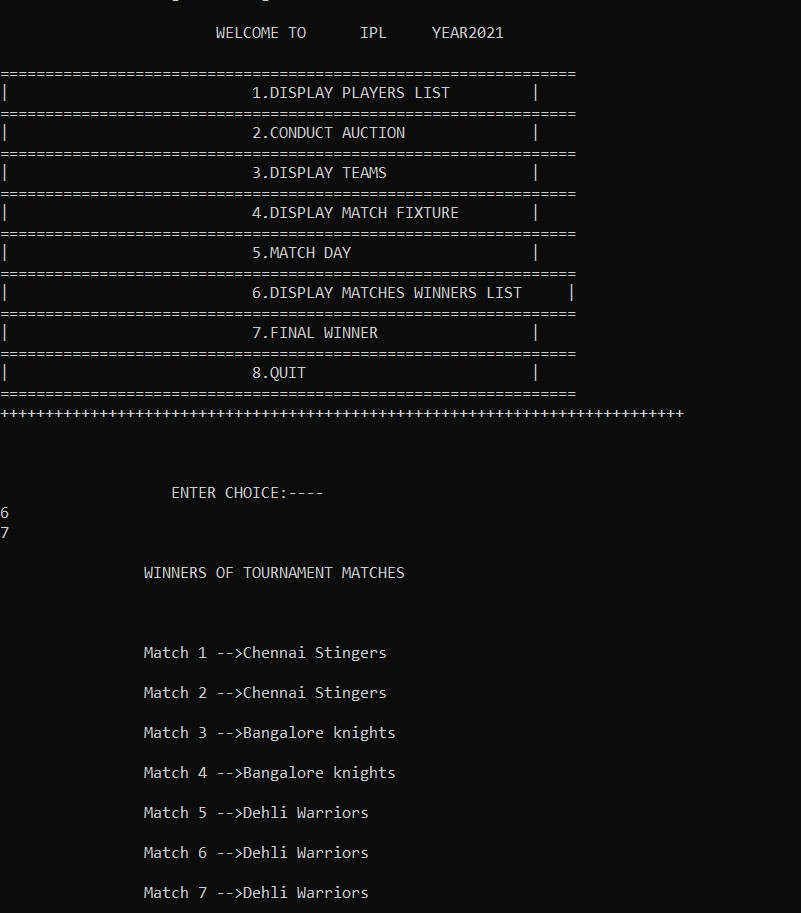 WELCOME TO IPL YEAR2021
================================================================
| 1.DISPLAY PLAYERS LIST |
================================================================
| 2.CONDUCT AUCTION |
================================================================
| 3.DISPLAY TEAMS |
================================================================
| 4.DISPLAY MATCH FIXTURE |
================================================================
| 5.MATCH DAY |
================================================================
| 6.DISPLAY MATCHES WINNERS LIST |
================================================================
| 7.FINAL WINNER |
================================================================
| 8.QUIT |
================================================================
++++++++++++++++++++++++++++++++++++++++++++++++++++++++++++++++++++++++++++
ENTER CHOICE:----
6
7
WINNERS OF TOURNAMENT MATCHES
Match 1 -->Chennai Stingers
Match 2 -->Chennai Stingers
Match 3 -->Bangalore knights
Match 4 -->Bangalore knights
Match 5 -->Dehli Warriors
Match 6 -->Dehli Warriors
Match 7 -->Dehli Warriors